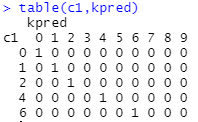 > table(c1,kpred)
   kpred
c1  0 1 2 3 4 5 6 7 8 9
  0 1 0 0 0 0 0 0 0 0 0
  1 0 1 0 0 0 0 0 0 0 0
  2 0 0 1 0 0 0 0 0 0 0
  4 0 0 0 0 1 0 0 0 0 0
  6 0 0 0 0 0 0 1 0 0 0